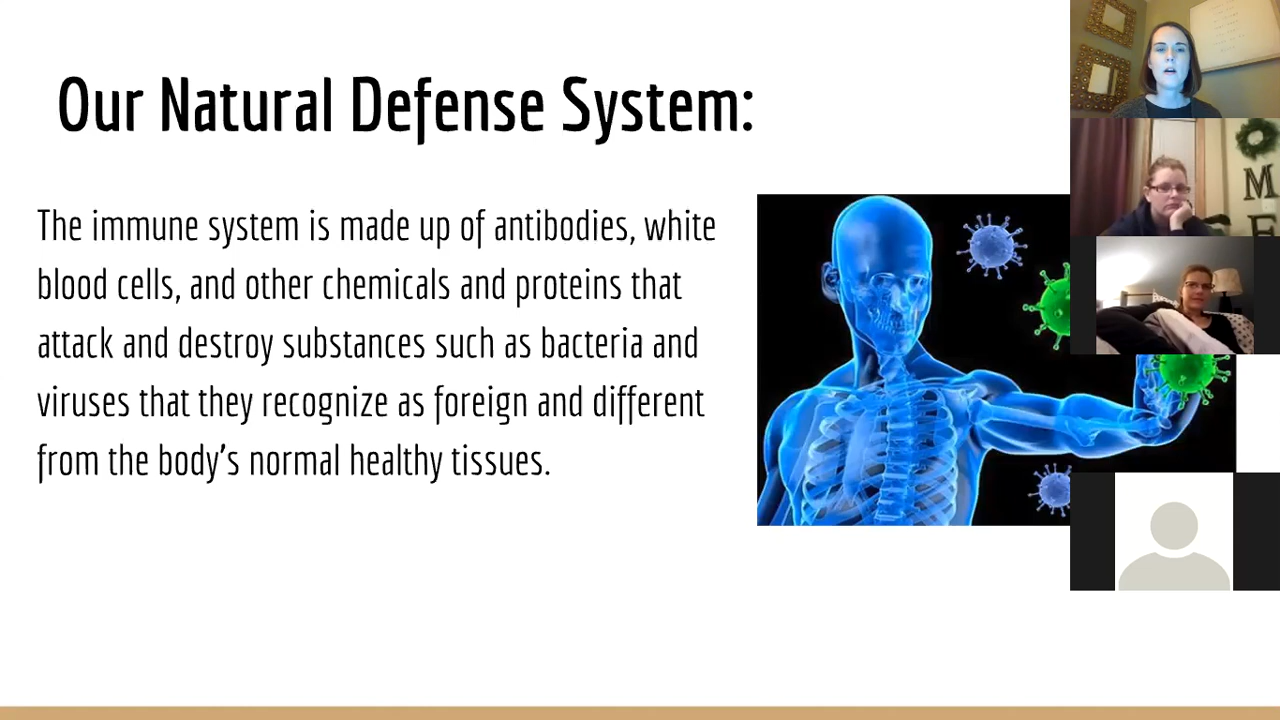 Our Natural Defense System:
The immune system is made up of antibodies, white
blood cells, and other chemicals and proteins that
attack and destroy substances such as bacteria and
viruses that they recognize as foreign and different
from the body's normal healthy tissues.
M